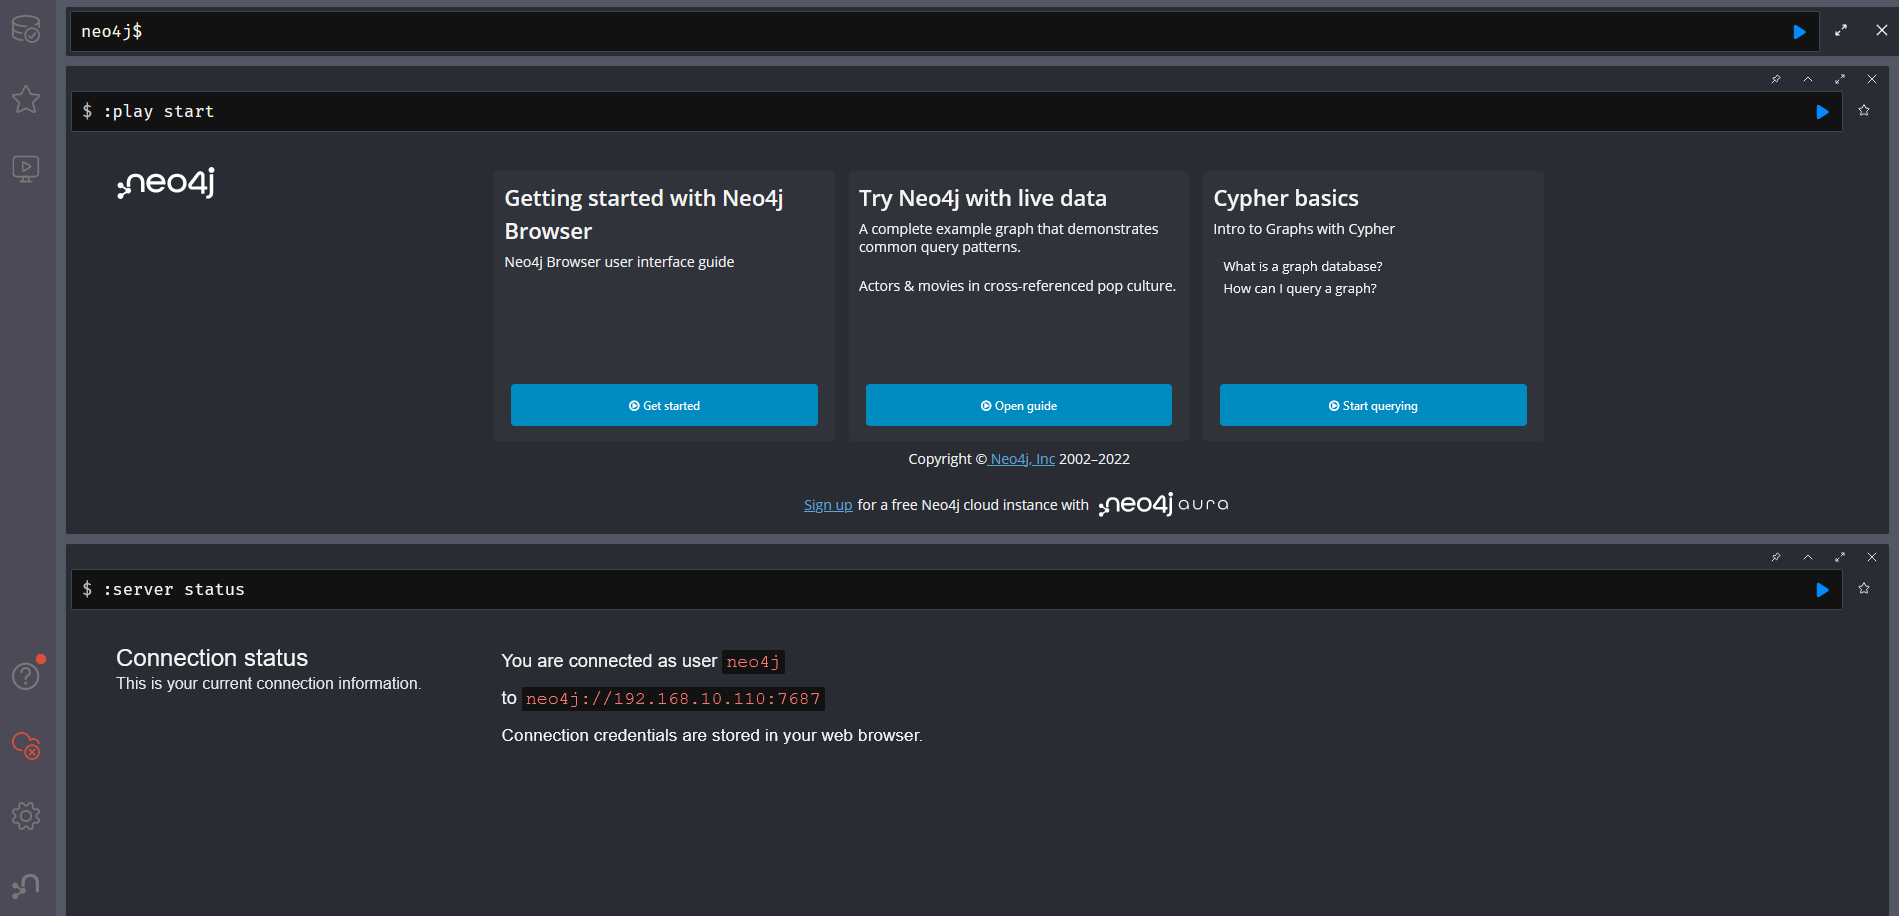 neo4j$
$ :play start
neo4j
Getting started with Neo4j
Browser
Neo4j Browser user interface guide
Get started
Try Neo4j with live data
A complete example graph that demonstrates
common query patterns.
Actors & movies in cross-referenced pop culture.
Open guide
Cypher basics
Intro to Graphs with Cypher
What is a graph database?
How can I query a graph?
Start querying
Copyright © Neo4j, Inc 2002–2022
Sign up for a free Neo4j cloud instance with neo4j aura
$ :server status
Connection status
This is your current connection information.
You are connected as user neo4j
to neo4j://192.168.10.110:7687
Connection credentials are stored in your web browser.